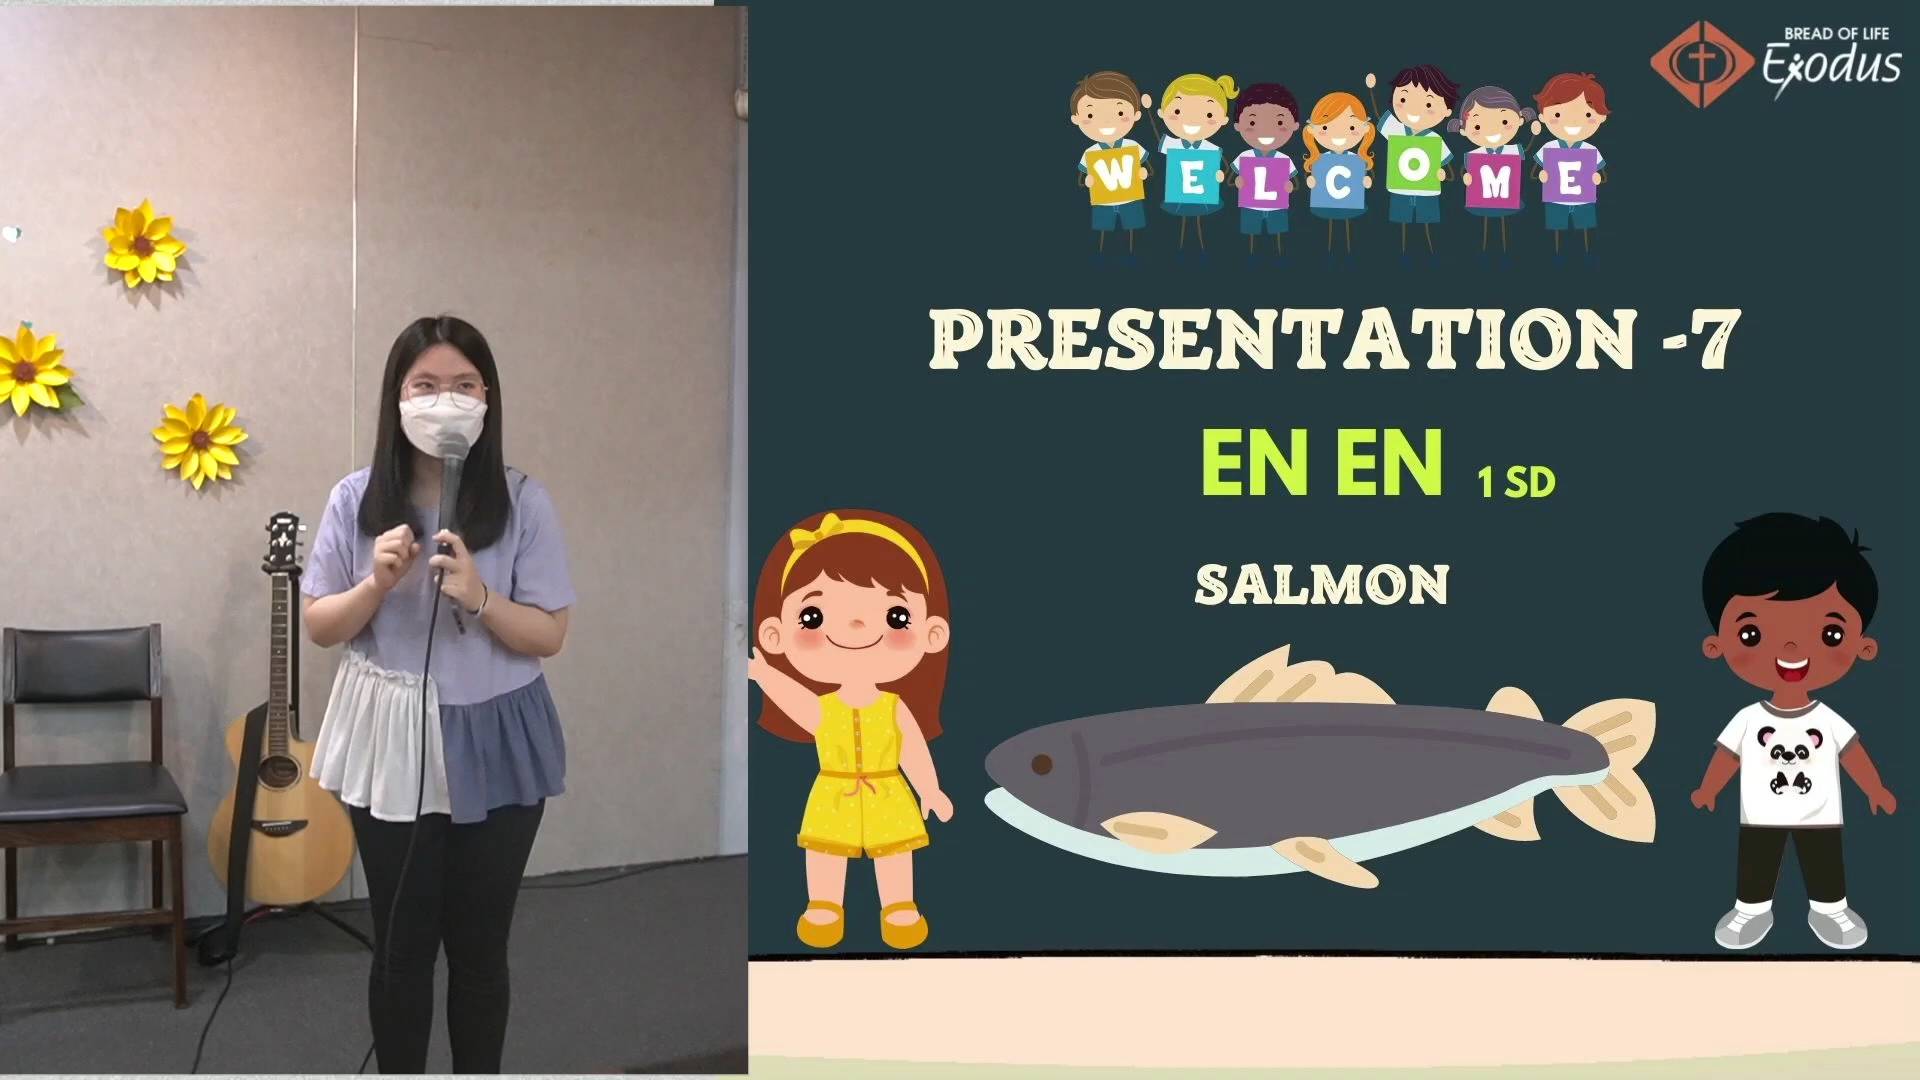 BREAD OF LIFE
Exodus
WELCOME
PRESENTATION -7
EN EN 1 SD
SALMON